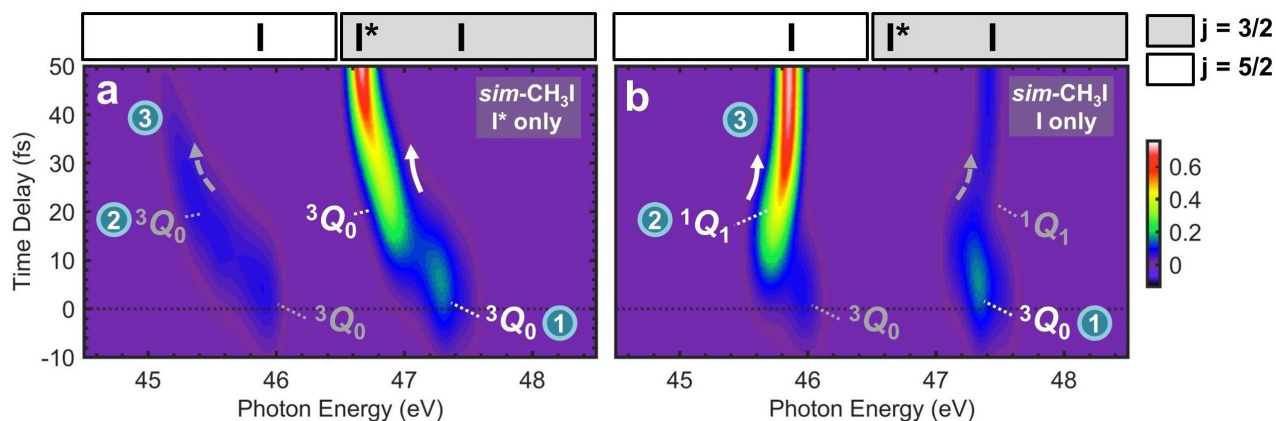 I I* I
I I* I
j = 3/2
j = 5/2
a
sim-CH₃I
I* only
3
2 ³Q₀
³Q₀
³Q₀
³Q₀ 1
b
sim-CH₃I
I only
3
2 ¹Q₁
¹Q₁
³Q₀
³Q₀ 1
Time Delay (fs)
50
40
30
20
10
0
-10
45 46 47 48
Photon Energy (eV)
45 46 47 48
Photon Energy (eV)
0.6
0.4
0.2
0